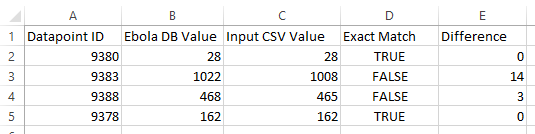 A B C D E
1 Datapoint ID Ebola DB Value Input CSV Value Exact Match Difference
2 9380 28 28 TRUE 0
3 9383 1022 1008 FALSE 14
4 9388 468 465 FALSE 3
5 9378 162 162 TRUE 0